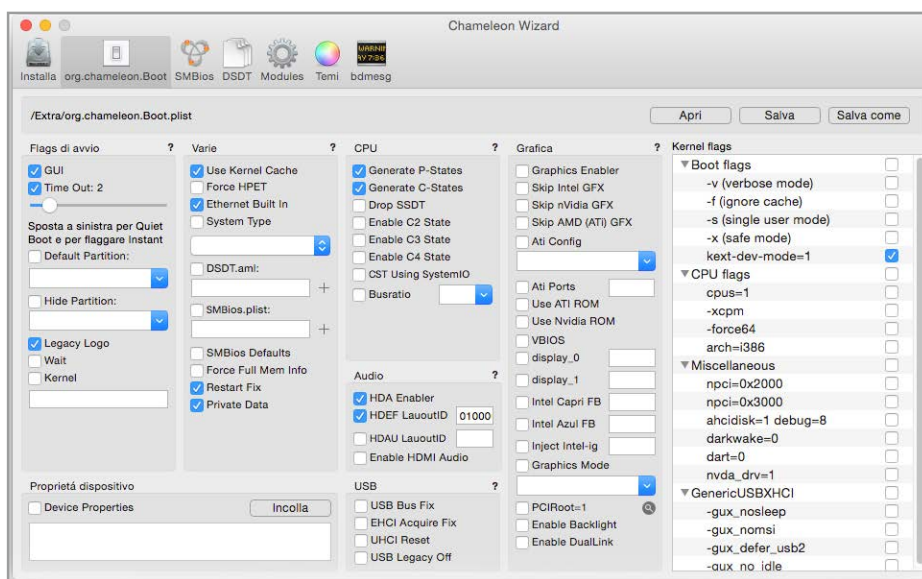 Chameleon Wizard
WARNIN
AY 7:86
Installa org.chameleon.Boot SMBios DSDT Modules Temi bdmesg
/Extra/org.chameleon.Boot.plist
Apri Salva Salva come
Flags di avvio ?
GUI
Time Out: 2
Sposta a sinistra per Quiet
Boot e per flaggare Instant
Default Partition:
Hide Partition:
Legacy Logo
Wait
Kernel
Varie ?
Use Kernel Cache
Force HPET
Ethernet Built In
System Type
DSDT.aml:
+
SMBios.plist:
+
SMBios Defaults
Force Full Mem Info
Restart Fix
Private Data
CPU ?
Generate P-States
Generate C-States
Drop SSDT
Enable C2 State
Enable C3 State
Enable C4 State
CST Using SystemIO
Busratio
Audio ?
HDA Enabler
HDEF LauoutID 01000
HDAU LauoutID
Enable HDMI Audio
Grafica ?
Graphics Enabler
Skip Intel GFX
Skip nVidia GFX
Skip AMD (ATi) GFX
Ati Config
Ati Ports
Use ATI ROM
Use Nvidia ROM
VBIOS
display_0
display_1
Intel Capri FB
Intel Azul FB
Inject Intel-ig
Graphics Mode
PCIRoot=1
Enable Backlight
Enable DualLink
Proprietá dispositivo
Device Properties Incolla
USB ?
USB Bus Fix
EHCI Acquire Fix
UHCI Reset
USB Legacy Off
Kernel flags
Boot flags
-v (verbose mode)
-f (ignore cache)
-s (single user mode)
-x (safe mode)
kext-dev-mode=1
CPU flags
cpus=1
-xcpm
-force64
arch=i386
Miscellaneous
npci=0x2000
npci=0x3000
ahcidisk=1 debug=8
darkwake=0
dart=0
nvda_drv=1
GenericUSBXHCI
-gux_nosleep
-gux_nomsi
-gux_defer_usb2
-gux_no_idle